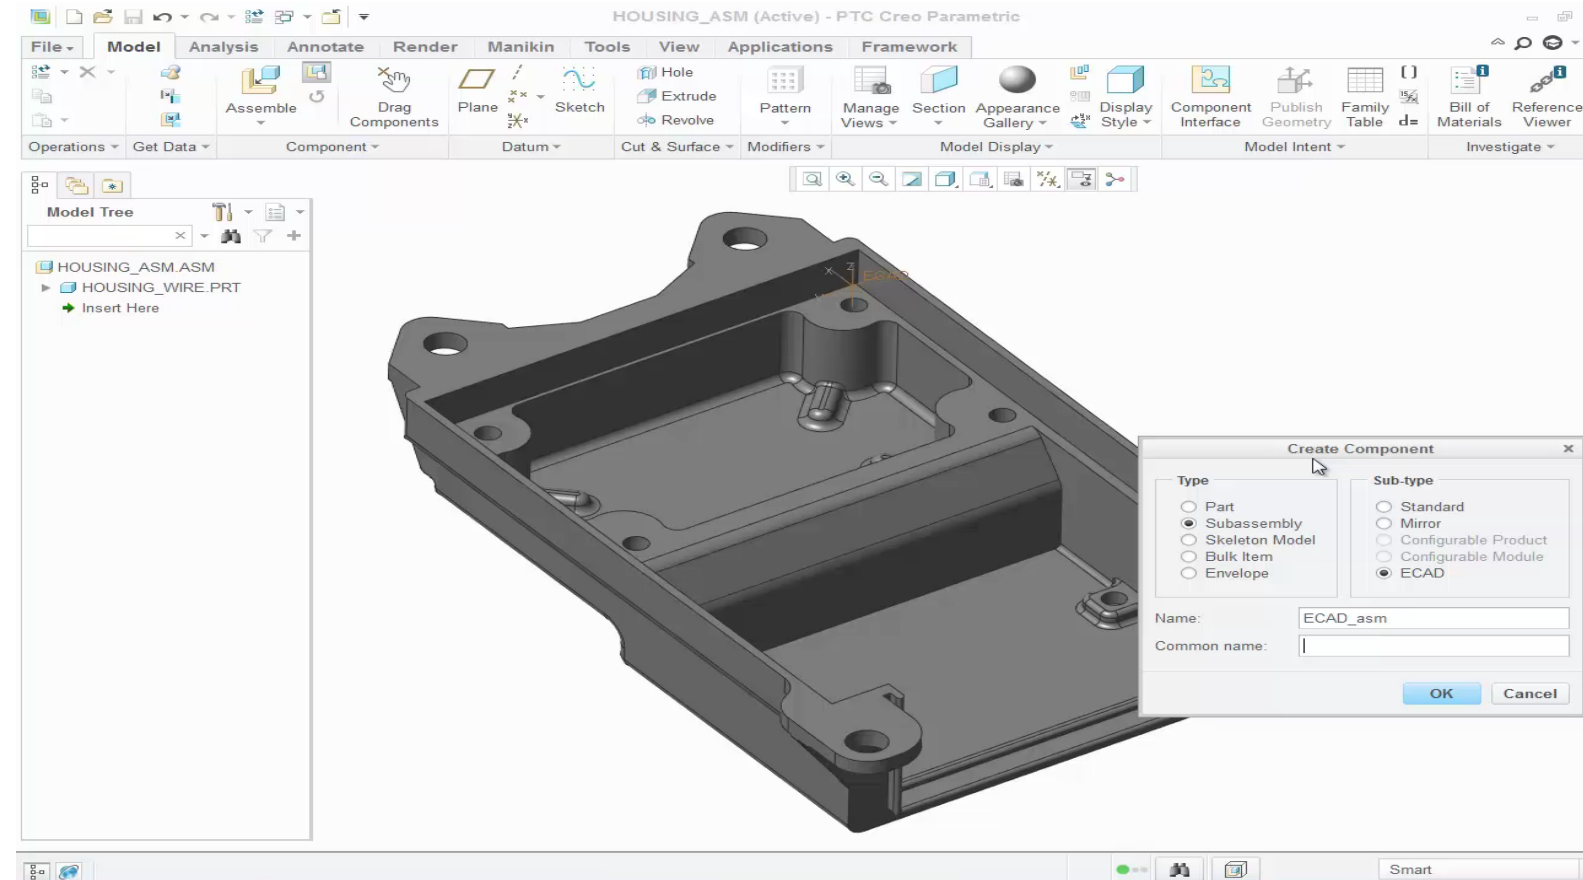 HOUSING_ASM (Active) - PTC Creo Parametric
File Model Analysis Annotate Render Manikin Tools View Applications Framework
Assemble
Drag
Components
Plane
Sketch
Hole
Extrude
Revolve
Pattern
Manage
Views
Section
Appearance
Gallery
Display
Style
Component
Interface
Publish
Geometry
Family
Table
d=
Bill of
Materials
Reference
Viewer
Operations Get Data Component Datum Cut & Surface Modifiers Model Display Model Intent Investigate
Model Tree
HOUSING_ASM.ASM
HOUSING_WIRE.PRT
Insert Here
X
Z
ECAD
Create Component
Type
Part
Subassembly
Skeleton Model
Bulk Item
Envelope
Sub-type
Standard
Mirror
Configurable Product
Configurable Module
ECAD
Name: ECAD_asm
Common name:
OK Cancel
Smart